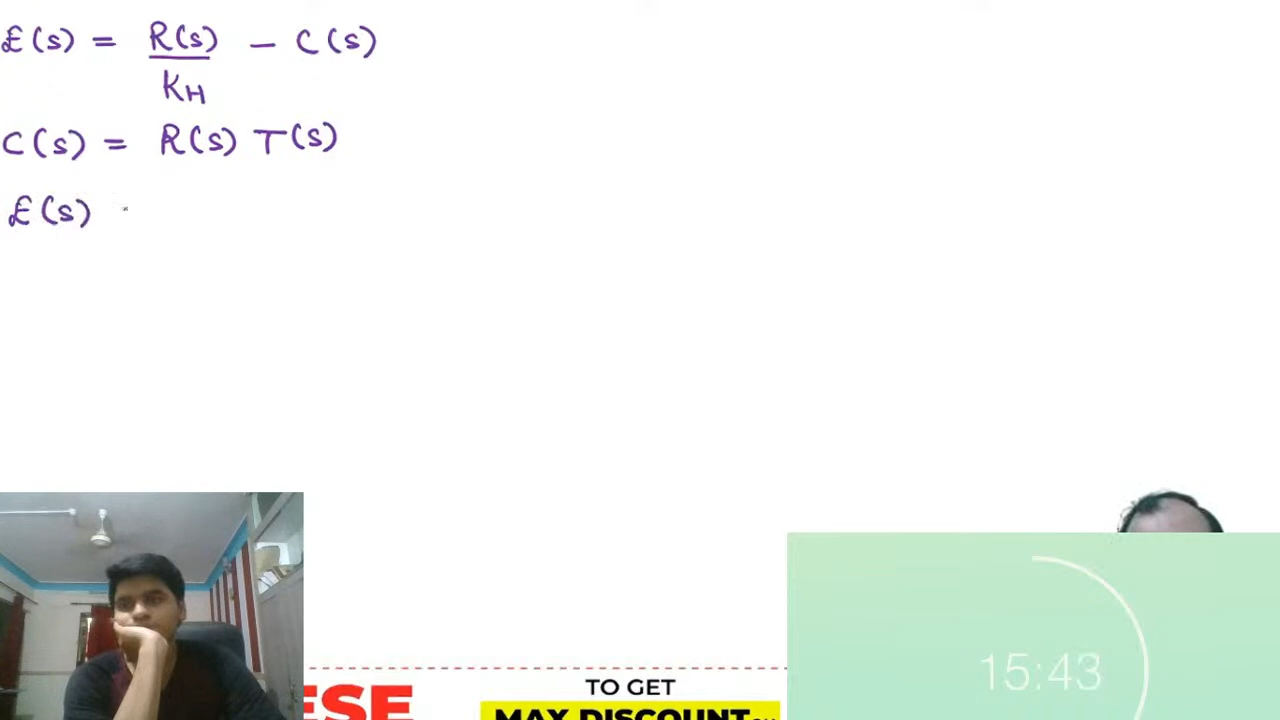 E(s) = R(s)/K_H - C(s)
C(s) = R(s) T(s)
E(s)
15:43
TO GET
ESE
MAX DISCOUNT